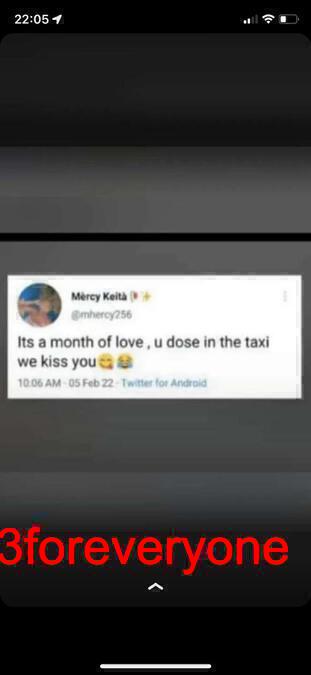 22:05
Mercy Keità
@mhercy256
Its a month of love , u dose in the taxi
we kiss you😋😂
10:06 AM · 05 Feb 22 · Twitter for Android
3foreveryone